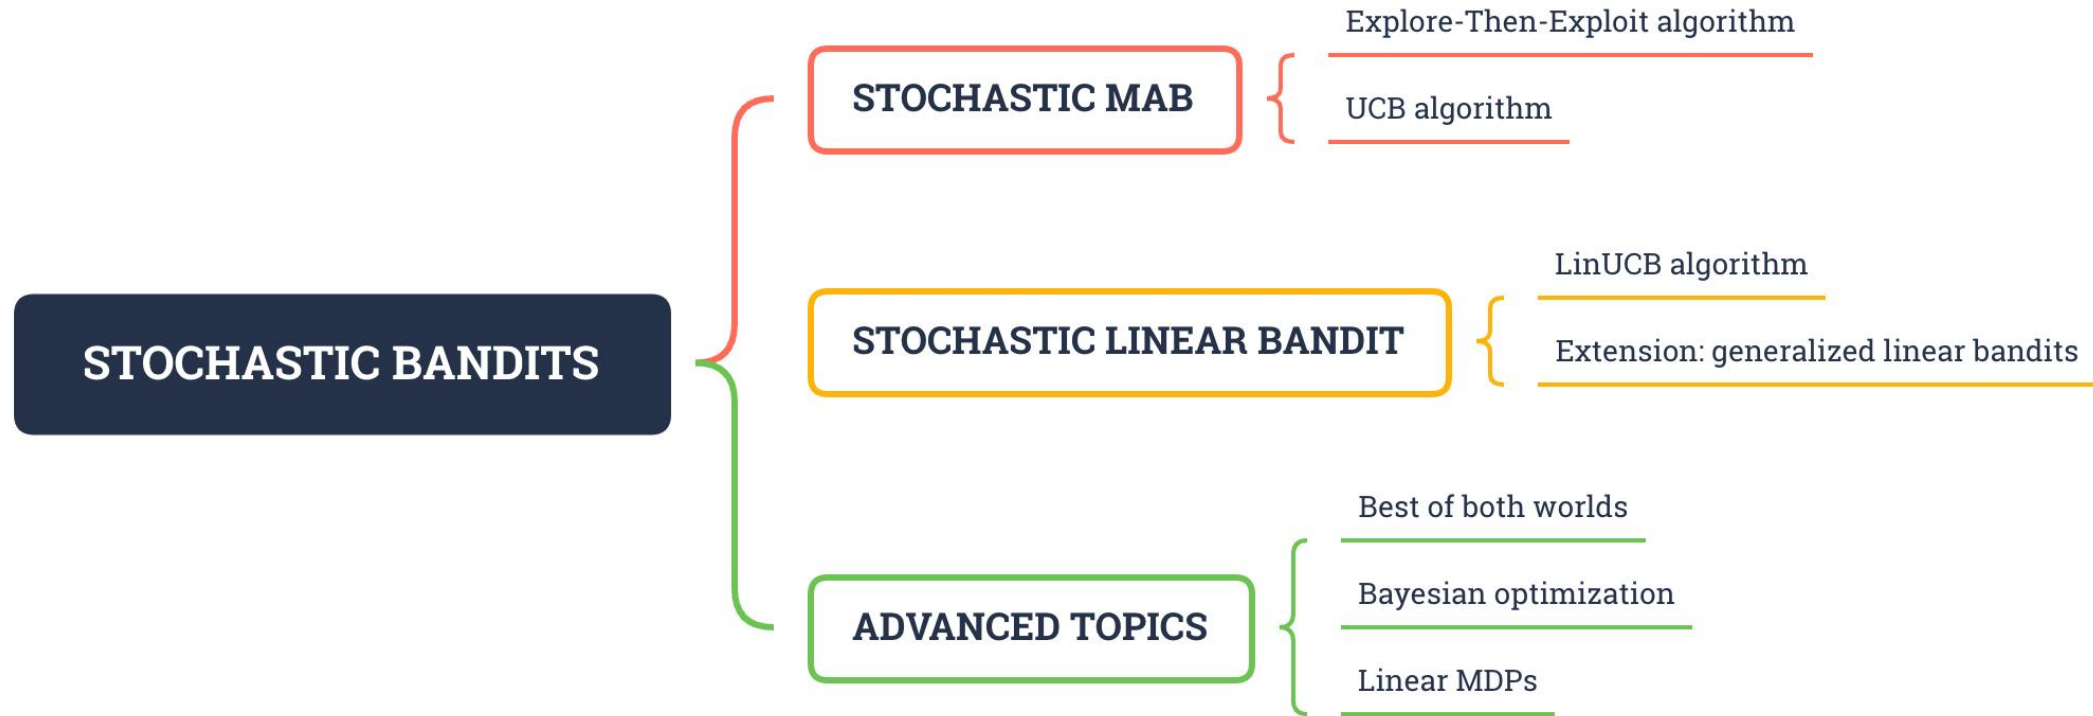 STOCHASTIC BANDITS
STOCHASTIC MAB
Explore-Then-Exploit algorithm
UCB algorithm
STOCHASTIC LINEAR BANDIT
LinUCB algorithm
Extension: generalized linear bandits
ADVANCED TOPICS
Best of both worlds
Bayesian optimization
Linear MDPs